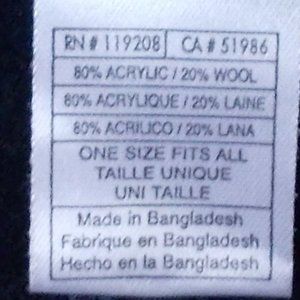 RN # 119208 CA # 51986
80% ACRYLIC / 20% WOOL
80% ACRYLIQUE / 20% LAINE
80% ACRILICO / 20% LANA
ONE SIZE FITS ALL
TAILLE UNIQUE
UNI TAILLE
Made in Bangladesh
Fabrique en Bangladesh
Hecho en la Bangladesh